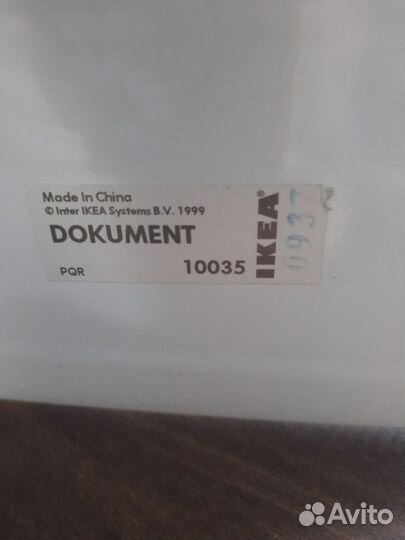 Made In China
© Inter IKEA Systems B.V. 1999
DOKUMENT
PQR 10035
IKEA®
0937
Avito